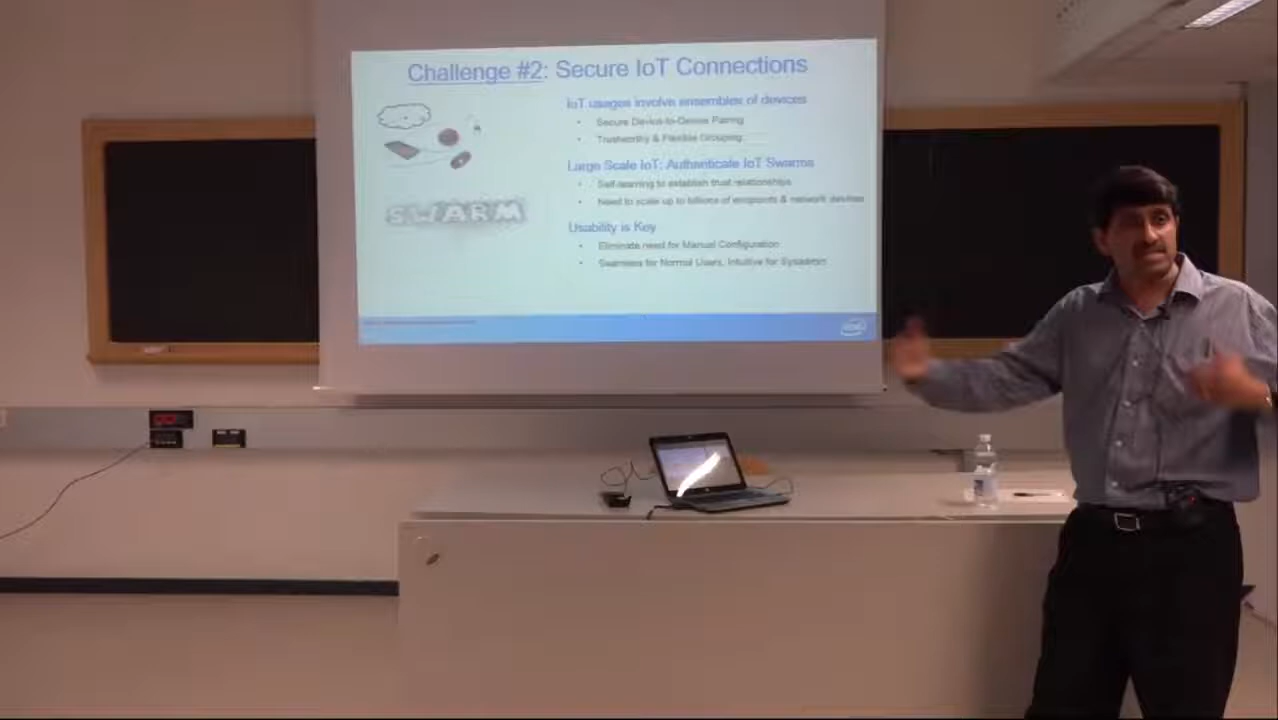 Challenge #2: Secure IoT Connections
IoT usages involve ensembles of devices
• Secure Device-to-Device Pairing
• Trustworthy & Flexible Grouping
Large Scale IoT: Authenticate IoT Swarms
• Self-learning to establish trust relationships
• Need to scale up to billions of endpoints & network devices
SWARM
Usability is Key
• Eliminate need for Manual Configuration
• Seamless for Normal Users, Intuitive for Sysadmin
intel